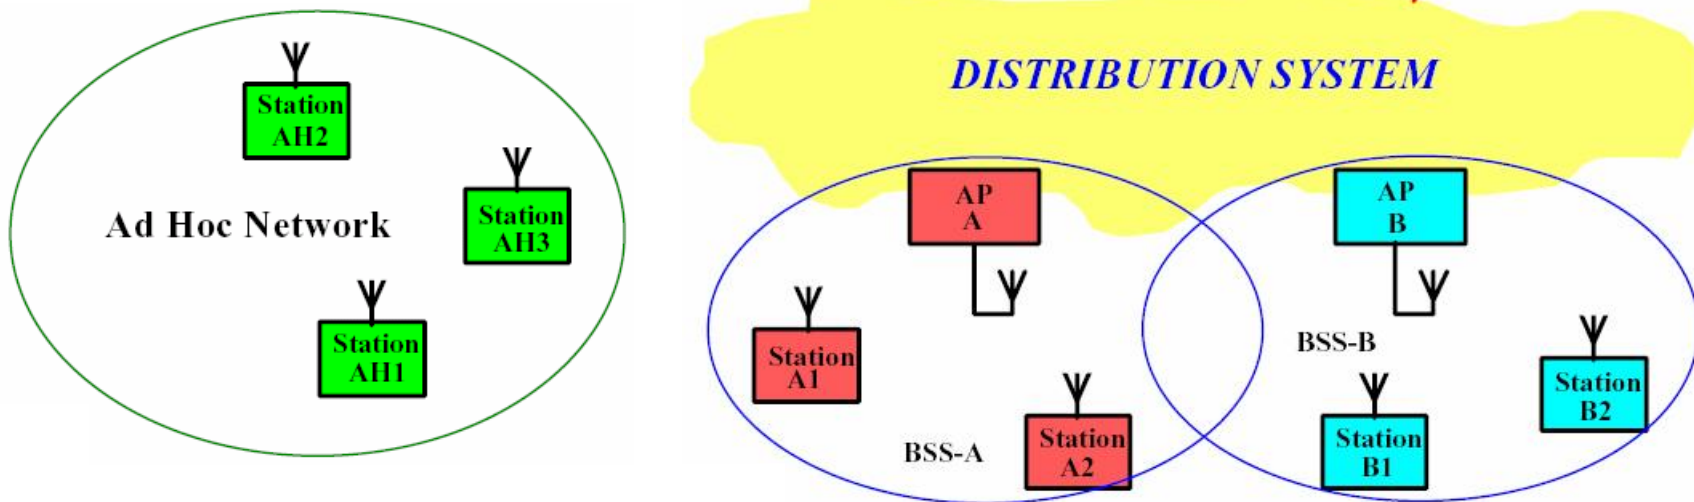 Station
AH2
Station
AH3
Ad Hoc Network
Station
AH1
DISTRIBUTION SYSTEM
AP
A
AP
B
Station
A1
BSS-A
Station
A2
BSS-B
Station
B1
Station
B2